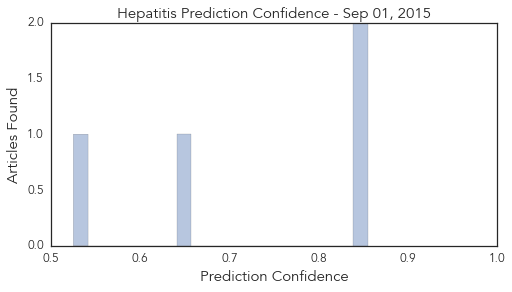 Hepatitis Prediction Confidence - Sep 01, 2015
Articles Found
2.0
1.5
1.0
0.5
0.0
0.5 0.6 0.7 0.8 0.9 1.0
Prediction Confidence